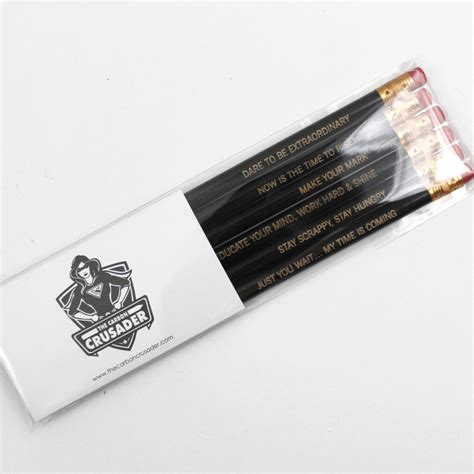 DARE TO BE EXTRAORDINARY
NOW IS THE TIME TO RISE
MAKE YOUR MARK
EDUCATE YOUR MIND, WORK HARD & SHINE
STAY SCRAPPY, STAY HUNGRY
JUST YOU WAIT... MY TIME IS COMING
THE CARBON
CRUSADER
www.thecarboncrusader.com